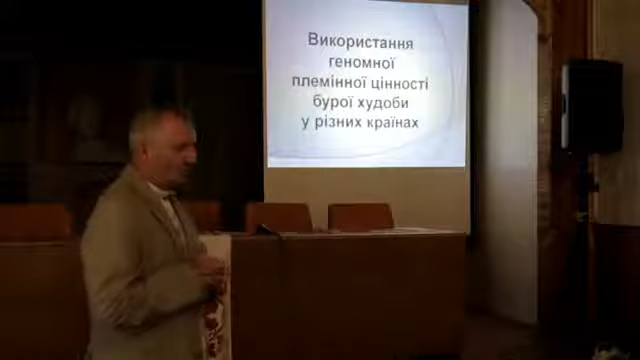 Використання
геномної
племінної цінності
бурої худоби
у різних країнах